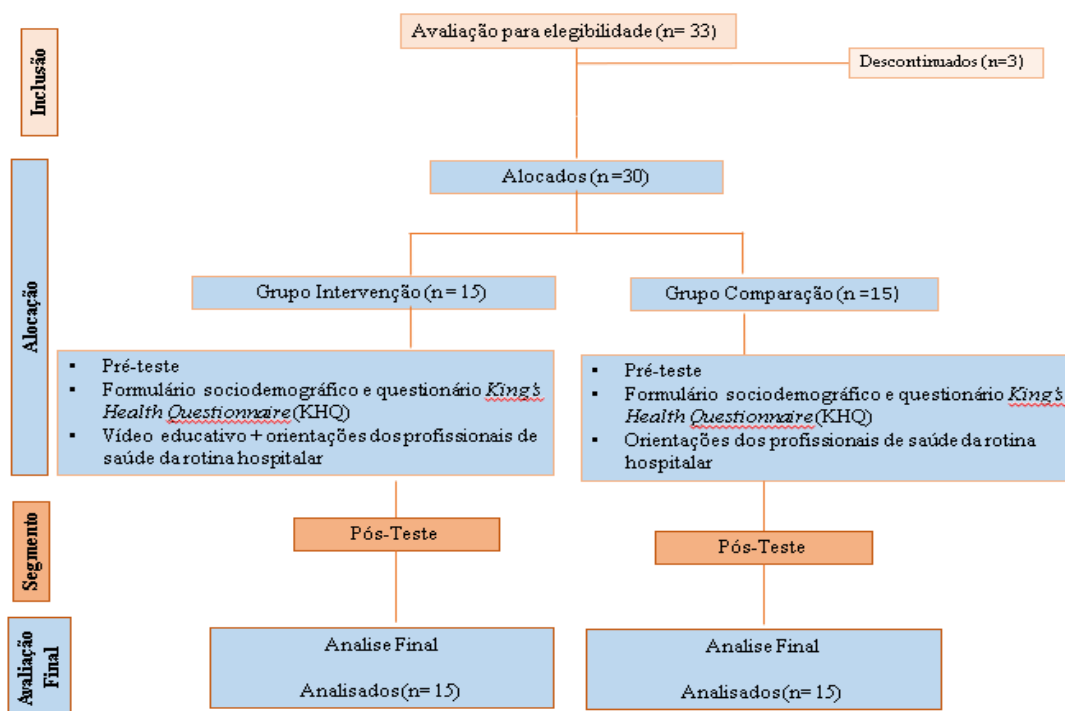 Inclusão
Avaliação para elegibilidade (n= 33)
Descontinuados (n=3)
Alocação
Alocados (n =30)
Grupo Intervenção (n= 15)
Grupo Comparação (n =15)
▪ Pré-teste
▪ Formulário sociodemográfico e questionário King's
Health Questionnaire(KHQ)
▪ Vídeo educativo + orientações dos profissionais de
saúde da rotina hospitalar
▪ Pré-teste
▪ Formulário sociodemográfico e questionário King's
Health Questionnaire(KHQ)
▪ Orientações dos profissionais de saúde da rotina
hospitalar
Segmento
Pós-Teste
Pós-Teste
Avaliação
Final
Analise Final
Analisados(n= 15)
Analise Final
Analisados(n= 15)